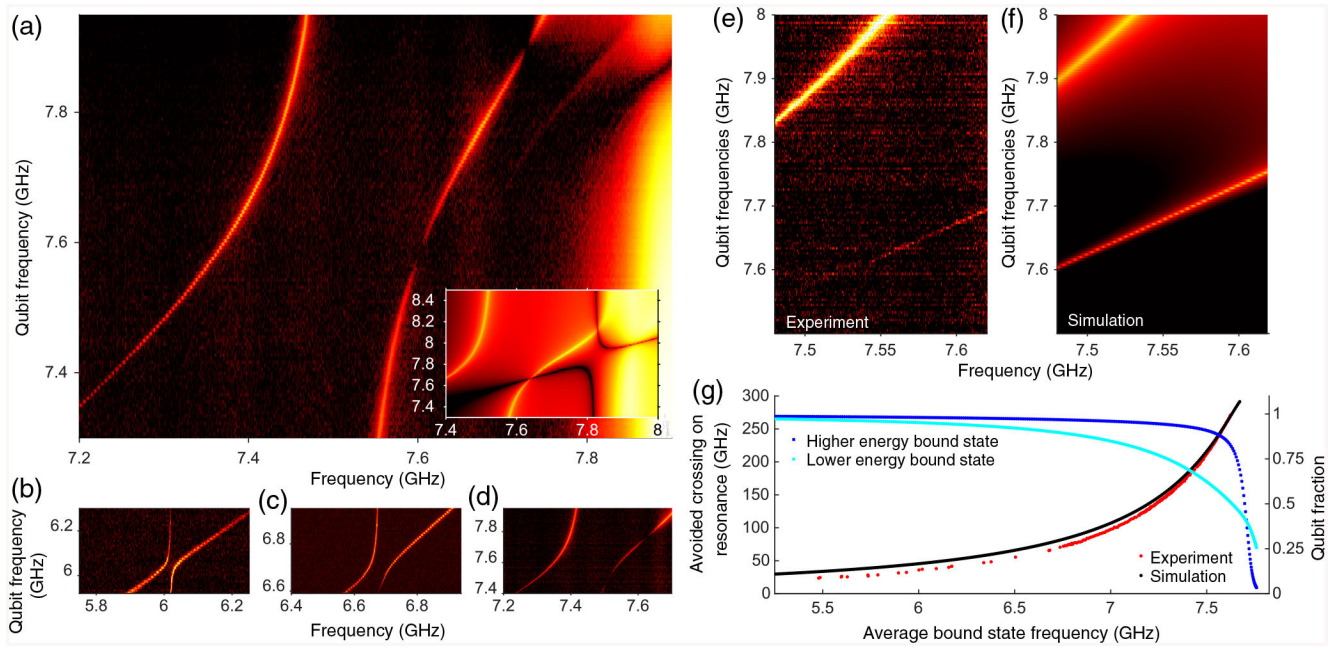 (a)
Qubit frequency (GHz)
7.8
7.6
7.4
7.2
7.4
7.6
7.8
Frequency (GHz)
8.5
8.4
8.2
8
7.8
7.6
7.4
7.4
7.6
7.8
8
(b)
Qubit frequency
(GHz)
6.2
6
5.8
6
6.2
(c)
6.8
6.6
6.4
6.6
6.8
Frequency (GHz)
(d)
7.8
7.6
7.4
7.2
7.4
7.6
(e)
Qubit frequencies (GHz)
8
7.9
7.8
7.7
7.6
Experiment
7.5
7.55
7.6
(f)
Qubit frequencies (GHz)
8
7.9
7.8
7.7
7.6
Simulation
7.5
7.55
7.6
Frequency (GHz)
(g)
Avoided crossing on
resonance (GHz)
300
250
200
150
100
50
0
Higher energy bound state
Lower energy bound state
Experiment
Simulation
1
0.75
0.5
0.25
0
Qubit fraction
5.5
6
6.5
7
7.5
Average bound state frequency (GHz)